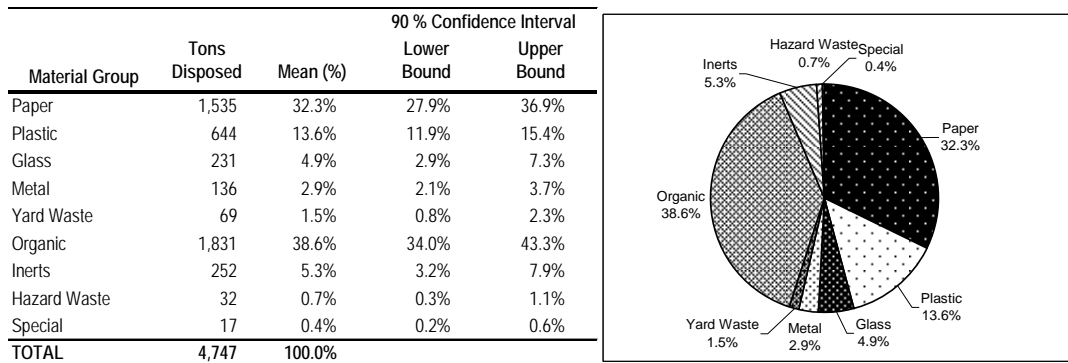 90 % Confidence Interval
Tons Lower Upper
Material Group Disposed Mean (%) Bound Bound
Paper 1,535 32.3% 27.9% 36.9%
Plastic 644 13.6% 11.9% 15.4%
Glass 231 4.9% 2.9% 7.3%
Metal 136 2.9% 2.1% 3.7%
Yard Waste 69 1.5% 0.8% 2.3%
Organic 1,831 38.6% 34.0% 43.3%
Inerts 252 5.3% 3.2% 7.9%
Hazard Waste 32 0.7% 0.3% 1.1%
Special 17 0.4% 0.2% 0.6%
TOTAL 4,747 100.0%
Hazard Waste
0.7%
Special
0.4%
Inerts
5.3%
Paper
32.3%
Organic
38.6%
Plastic
13.6%
Yard Waste
1.5%
Metal
2.9%
Glass
4.9%